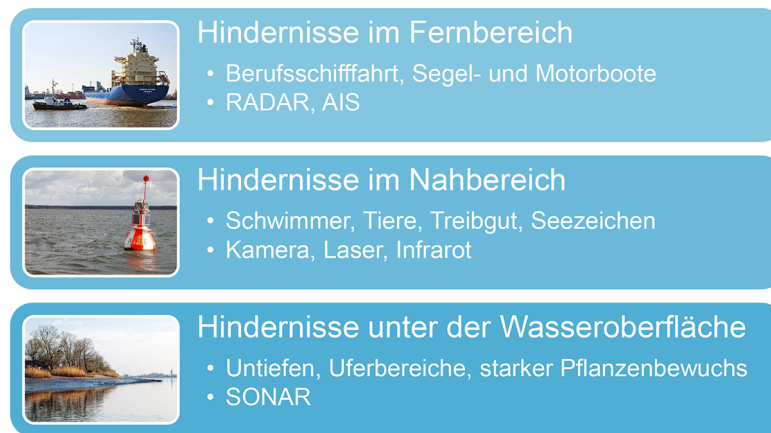 Hindernisse im Fernbereich
• Berufsschifffahrt, Segel- und Motorboote
• RADAR, AIS
Hindernisse im Nahbereich
• Schwimmer, Tiere, Treibgut, Seezeichen
• Kamera, Laser, Infrarot
Hindernisse unter der Wasseroberfläche
• Untiefen, Uferbereiche, starker Pflanzenbewuchs
• SONAR